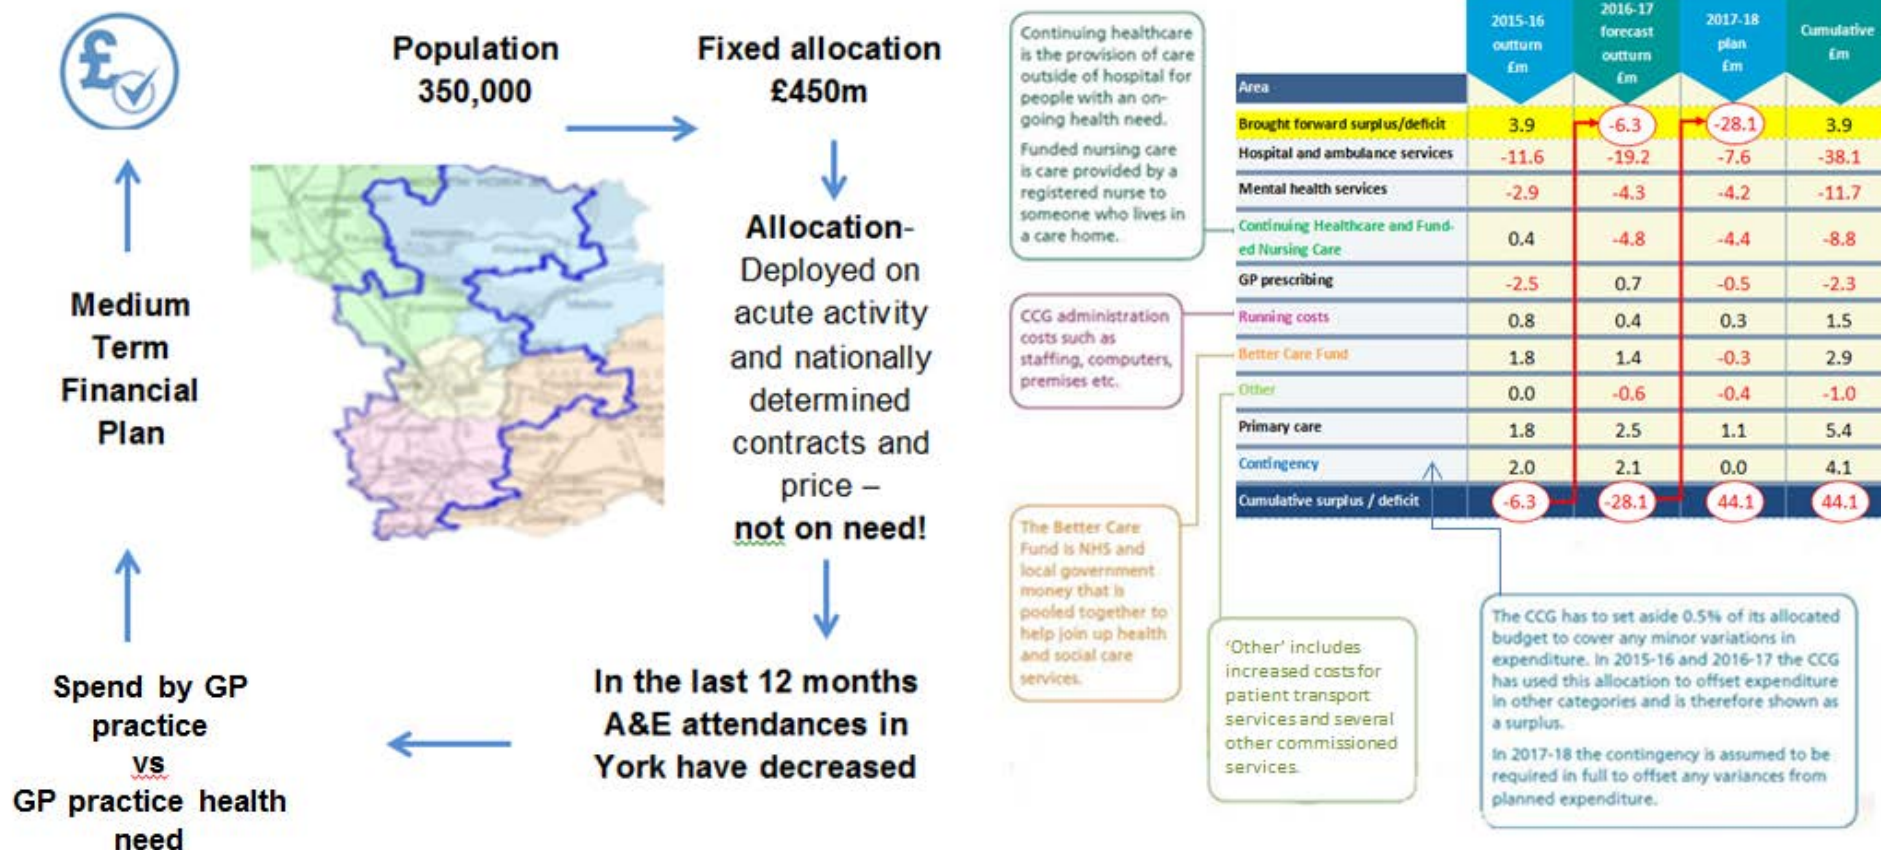 £
Population
350,000
Fixed allocation
£450m
Allocation-
Deployed on
acute activity
and nationally
determined
contracts and
price –
not on need!
In the last 12 months
A&E attendances in
York have decreased
Spend by GP
practice
vs
GP practice health
need
Medium
Term
Financial
Plan
Continuing healthcare
is the provision of care
outside of hospital for
people with an on-
going health need.
Funded nursing care
is care provided by a
registered nurse to
someone who lives in
a care home.
CCG administration
costs such as
staffing, computers,
premises etc.
The Better Care
Fund is NHS and
local government
money that is
pooled together to
help join up health
and social care
services.
'Other' includes
increased costs for
patient transport
services and several
other commissioned
services.
Area
2015-16
outturn
£m
2016-17
forecast
outturn
£m
2017-18
plan
£m
Cumulative
£m
Brought forward surplus/deficit 3.9 -6.3 -28.1 3.9
Hospital and ambulance services -11.6 -19.2 -7.6 -38.1
Mental health services -2.9 -4.3 -4.2 -11.7
Continuing Healthcare and Fund-
ed Nursing Care 0.4 -4.8 -4.4 -8.8
GP prescribing -2.5 0.7 -0.5 -2.3
Running costs 0.8 0.4 0.3 1.5
Better Care Fund 1.8 1.4 -0.3 2.9
Other 0.0 -0.6 -0.4 -1.0
Primary care 1.8 2.5 1.1 5.4
Contingency 2.0 2.1 0.0 4.1
Cumulative surplus / deficit -6.3 -28.1 44.1 44.1
The CCG has to set aside 0.5% of its allocated
budget to cover any minor variations in
expenditure. In 2015-16 and 2016-17 the CCG
has used this allocation to offset expenditure
in other categories and is therefore shown as
a surplus.
In 2017-18 the contingency is assumed to be
required in full to offset any variances from
planned expenditure.